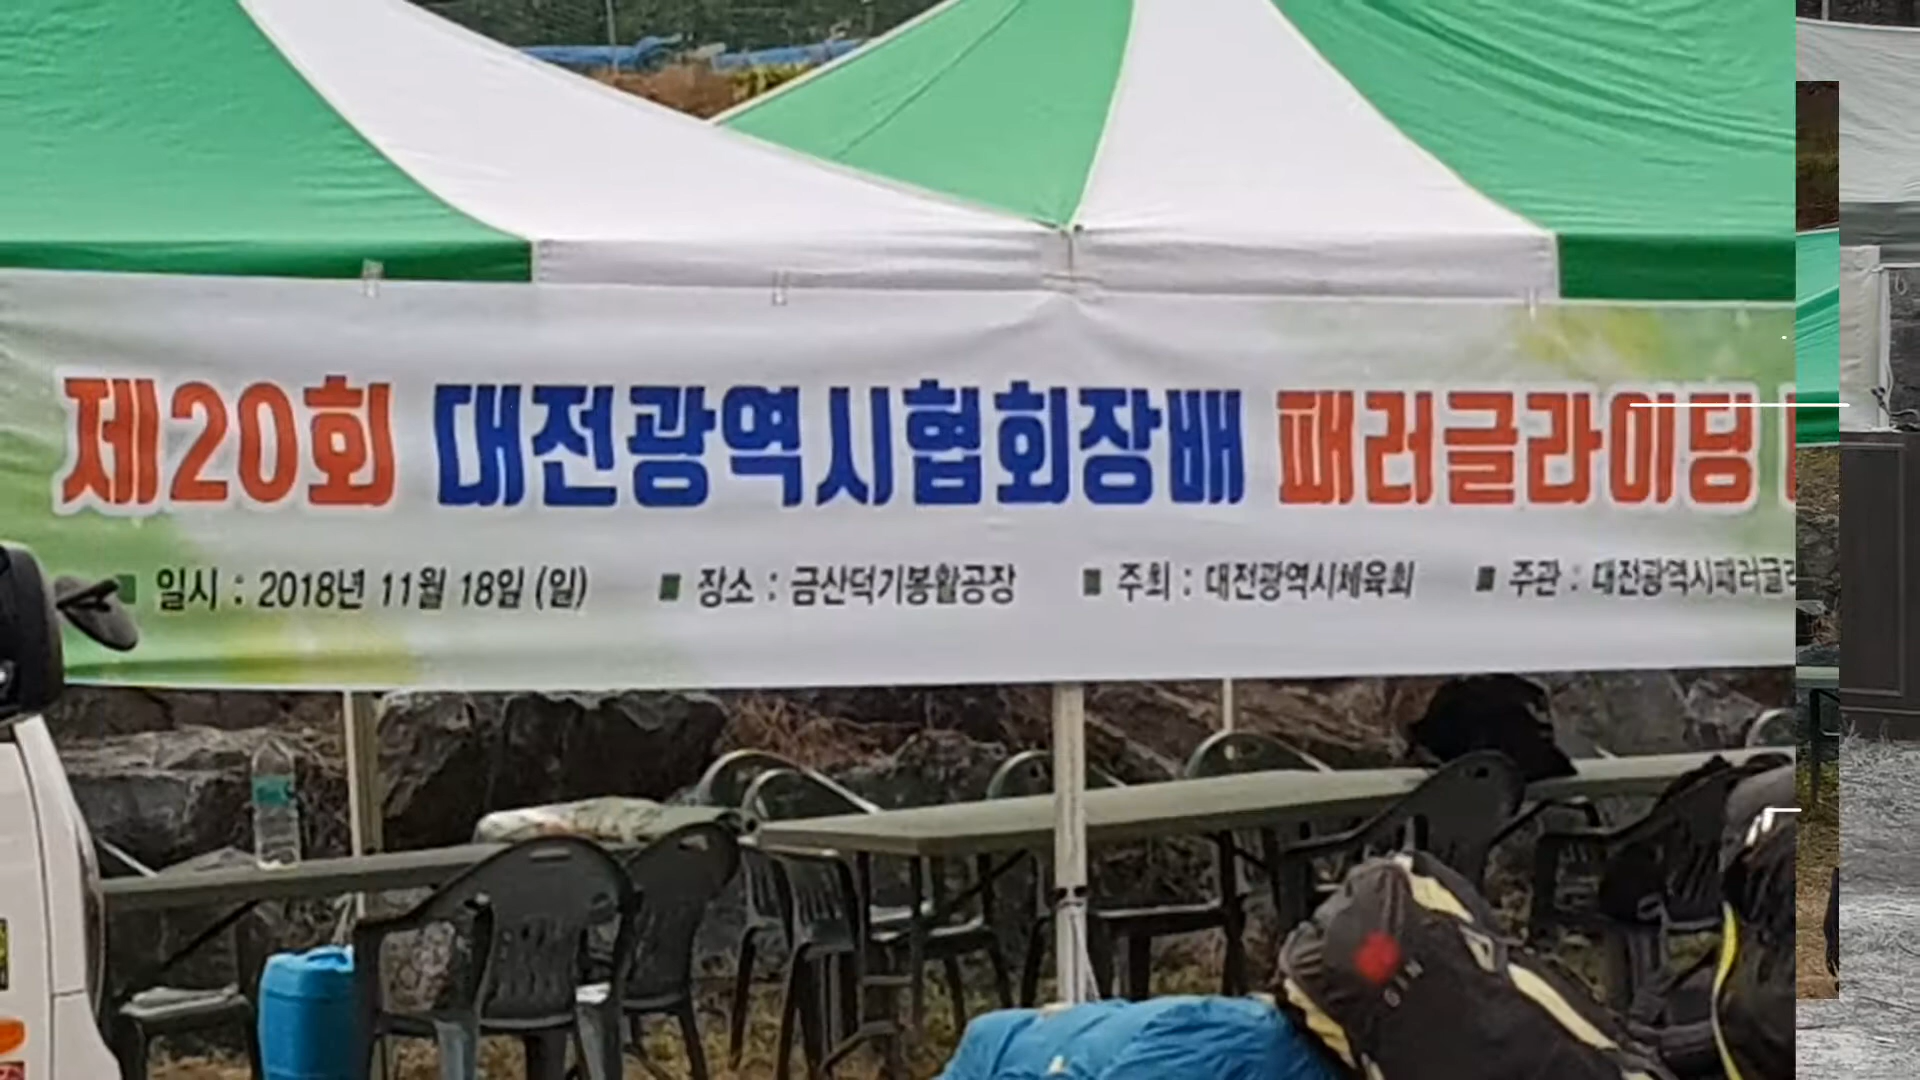 제20회 대전광역시협회장배 패러글라이딩
■ 일시 : 2018년 11월 18일 (일) ■ 장소 : 금산덕기봉활공장 ■ 주최 : 대전광역시체육회 ■ 주관 : 대전광역시패러글라
GIN